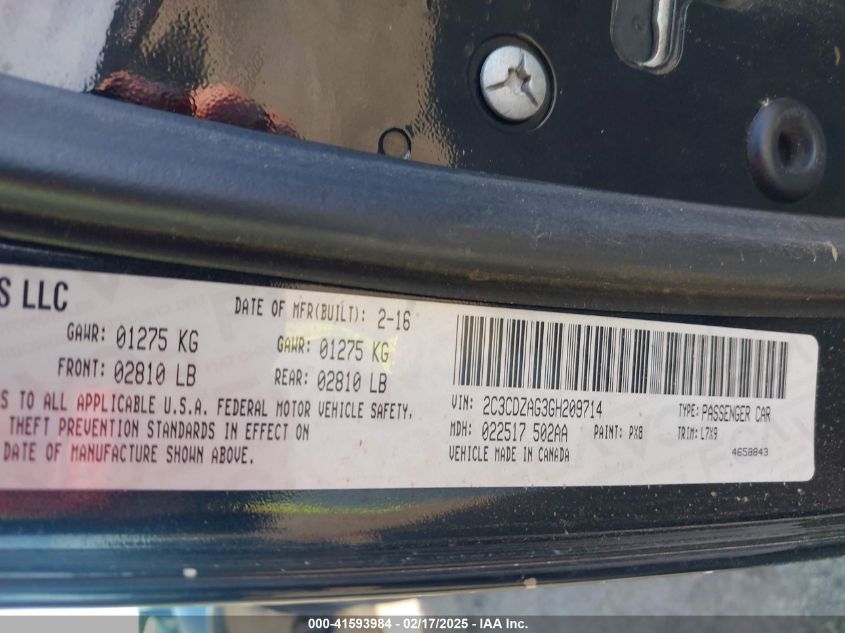 S LLC
DATE OF MFR(BUILT): 2-16
GAWR: 01275 KG
GAWR: 01275 KG
FRONT: 02810 LB
REAR: 02810 LB
S TO ALL APPLICABLE U.S.A. FEDERAL MOTOR VEHICLE SAFETY,
THEFT PREVENTION STANDARDS IN EFFECT ON
DATE OF MANUFACTURE SHOWN ABOVE.
VIN: 2C3CDZAG3GH209714
TYPE: PASSENGER CAR
MDH: 022517 502AA
PAINT: PX8
TRIM: L7X9
VEHICLE MADE IN CANADA
4658843
000-41593984 - 02/17/2025 - IAA Inc.